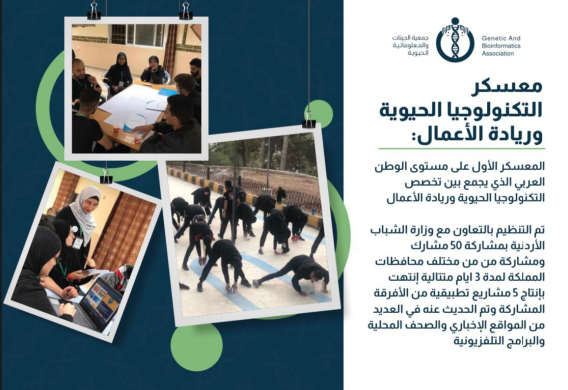 جمعية الجينات
والمعلوماتية
الحيوية
Genetic And
Bioinformatics
Association
معسكر
التكنولوجيا الحيوية
وريادة الأعمال:
المعسكر الأول على مستوى الوطن
العربي الذي يجمع بين تخصص
التكنولوجيا الحيوية وريادة الأعمال
تم التنظيم بالتعاون مع وزارة الشباب
الأردنية بمشاركة 50 مشارك
ومشاركة من من مختلف محافظات
المملكة لمدة 3 ايام متتالية إنتهت
بإنتاج 5 مشاريع تطبيقية من الأفرقة
المشاركة وتم الحديث عنه في العديد
من المواقع الإخباري والصحف المحلية
والبرامج التلفزيونية